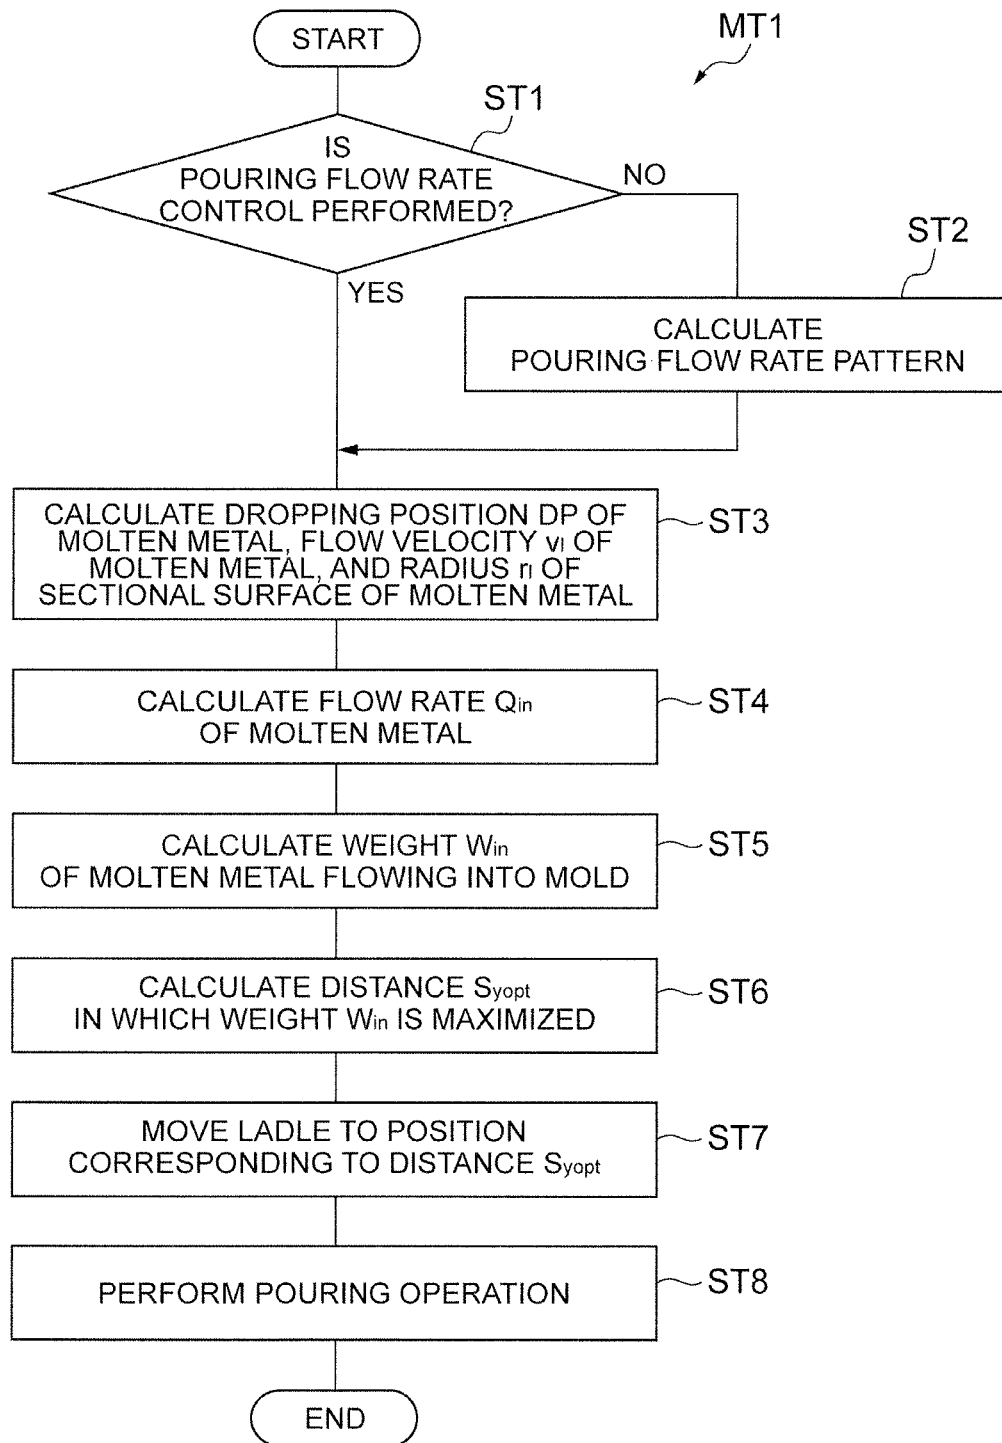 START
MT1
ST1
IS
POURING FLOW RATE
CONTROL PERFORMED?
NO
YES
ST2
CALCULATE
POURING FLOW RATE PATTERN
CALCULATE DROPPING POSITION DP OF
MOLTEN METAL, FLOW VELOCITY vl OF
MOLTEN METAL, AND RADIUS rl OF
SECTIONAL SURFACE OF MOLTEN METAL
ST3
CALCULATE FLOW RATE Qin
OF MOLTEN METAL
ST4
CALCULATE WEIGHT Win
OF MOLTEN METAL FLOWING INTO MOLD
ST5
CALCULATE DISTANCE Syopt
IN WHICH WEIGHT Win IS MAXIMIZED
ST6
MOVE LADLE TO POSITION
CORRESPONDING TO DISTANCE Syopt
ST7
PERFORM POURING OPERATION
ST8
END